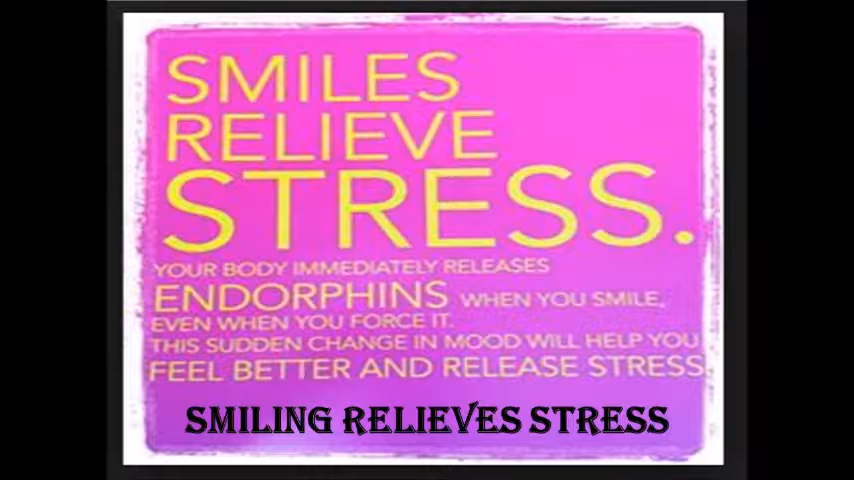 SMILES
RELIEVE
STRESS.
YOUR BODY IMMEDIATELY RELEASES
ENDORPHINS WHEN YOU SMILE,
EVEN WHEN YOU FORCE IT.
THIS SUDDEN CHANGE IN MOOD WILL HELP YOU
FEEL BETTER AND RELEASE STRESS
SMILING RELIEVES STRESS